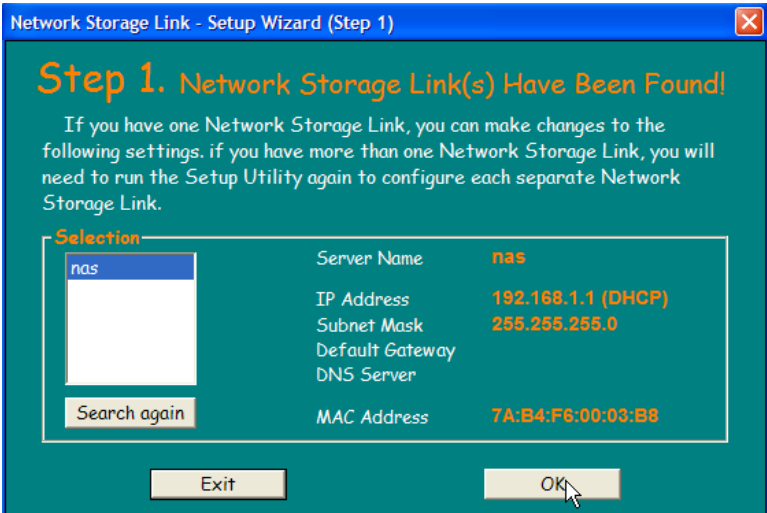 Network Storage Link - Setup Wizard (Step 1)
Step 1. Network Storage Link(s) Have Been Found!
If you have one Network Storage Link, you can make changes to the
following settings. if you have more than one Network Storage Link, you will
need to run the Setup Utility again to configure each separate Network
Storage Link.
Selection
nas
Server Name nas
IP Address 192.168.1.1 (DHCP)
Subnet Mask 255.255.255.0
Default Gateway
DNS Server
Search again
MAC Address 7A:B4:F6:00:03:B8
Exit OK